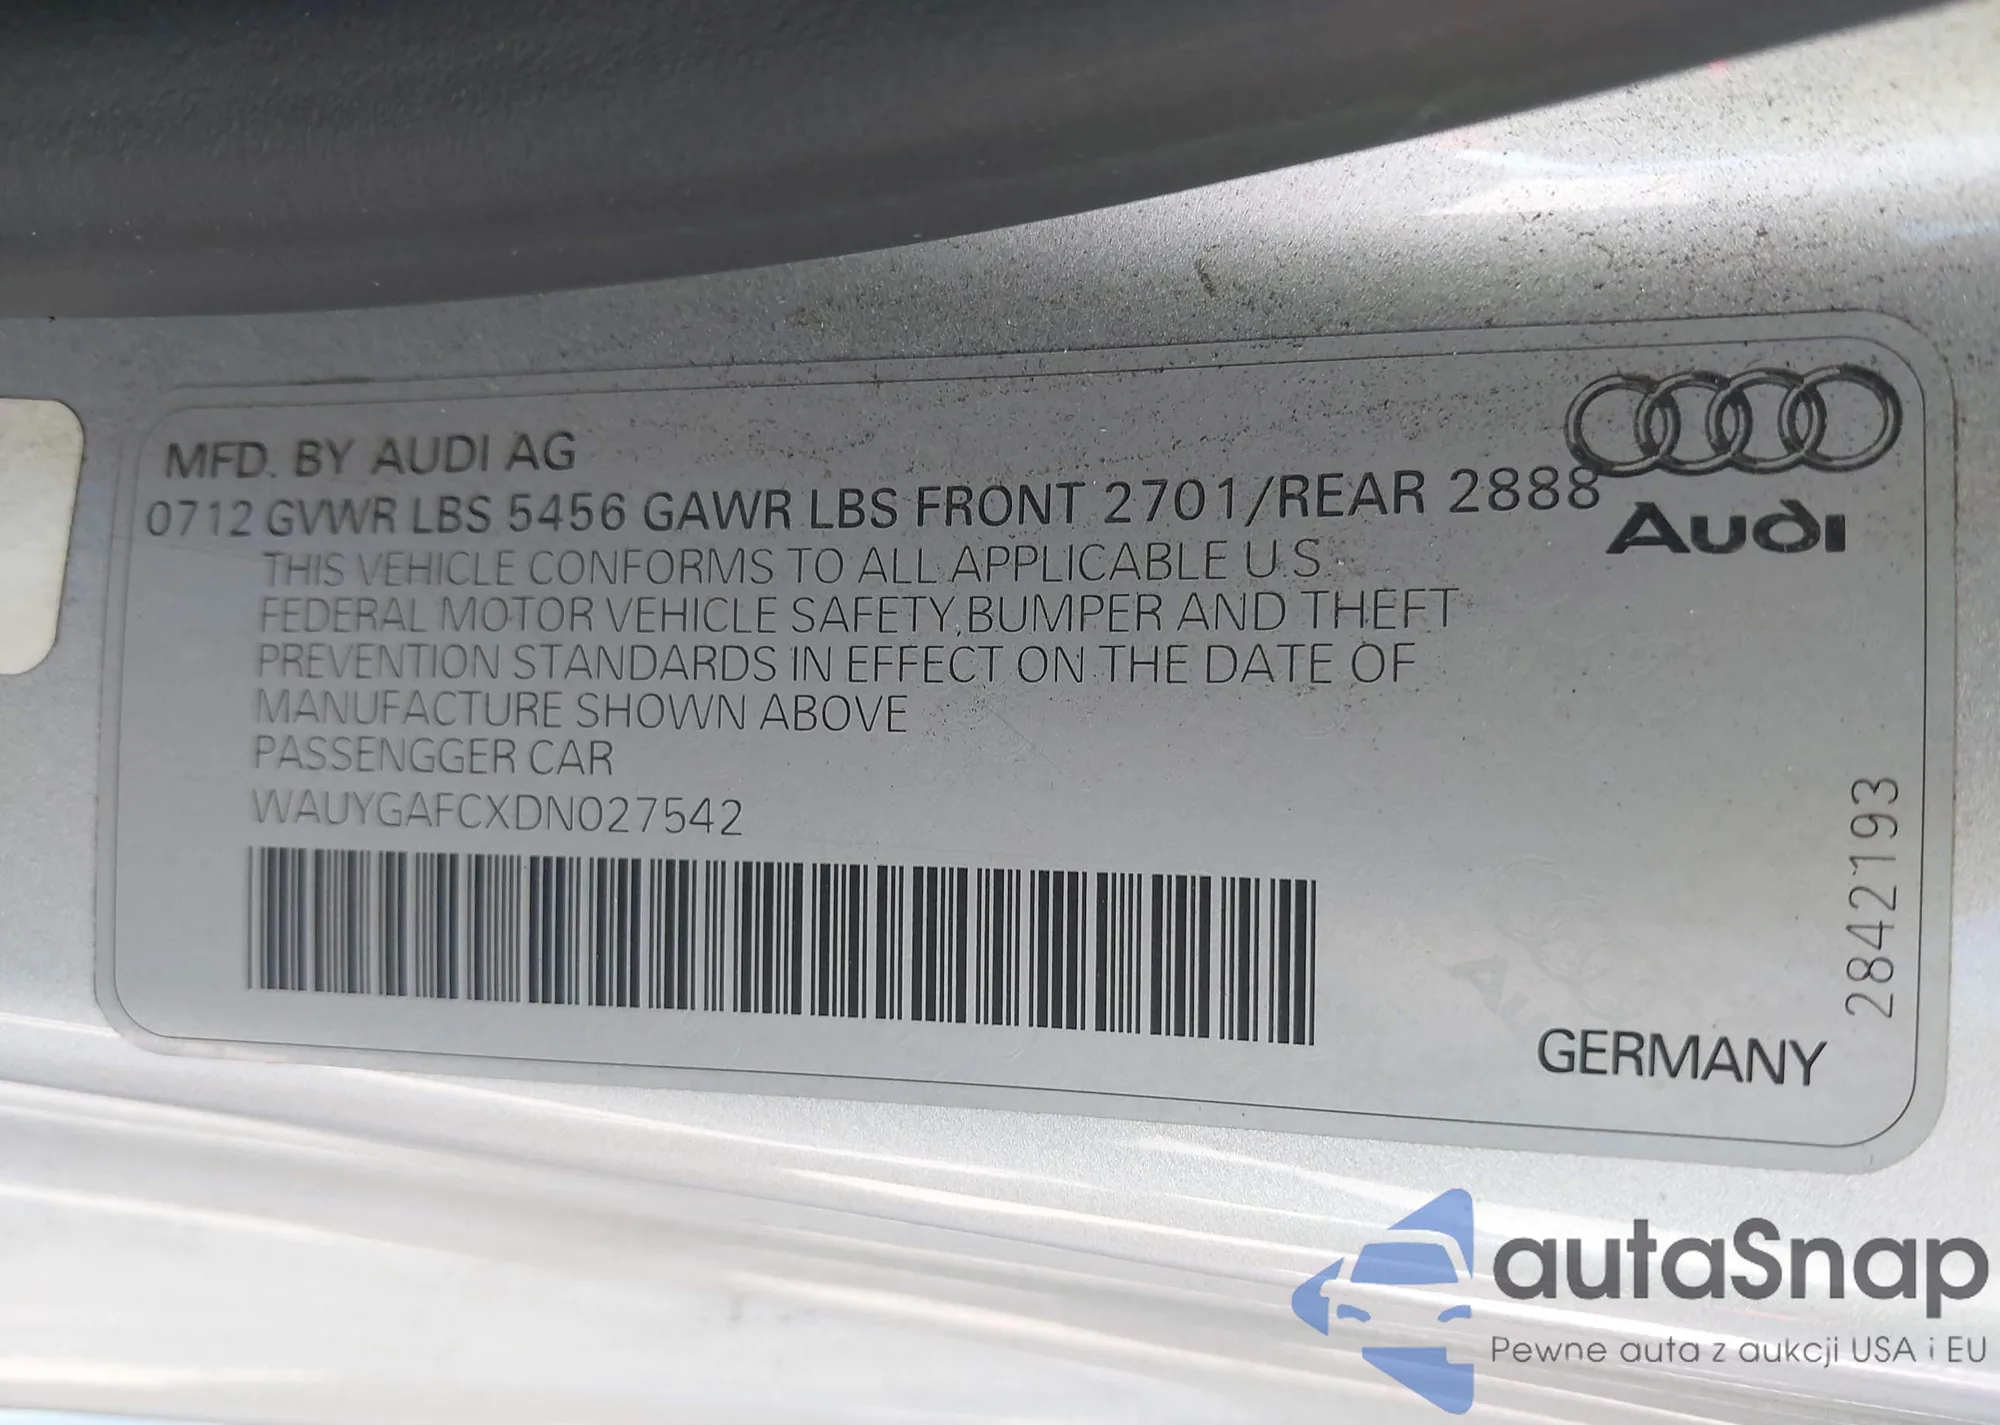 MFD. BY AUDI AG
0712 GVWR LBS 5456 GAWR LBS FRONT 2701/REAR 2888
Audi
THIS VEHICLE CONFORMS TO ALL APPLICABLE U.S.
FEDERAL MOTOR VEHICLE SAFETY,BUMPER AND THEFT
PREVENTION STANDARDS IN EFFECT ON THE DATE OF
MANUFACTURE SHOWN ABOVE
PASSENGGER CAR
WAUYGAFCXDN027542
2842193
GERMANY
autaSnap
Pewne auta z aukcji USA i EU